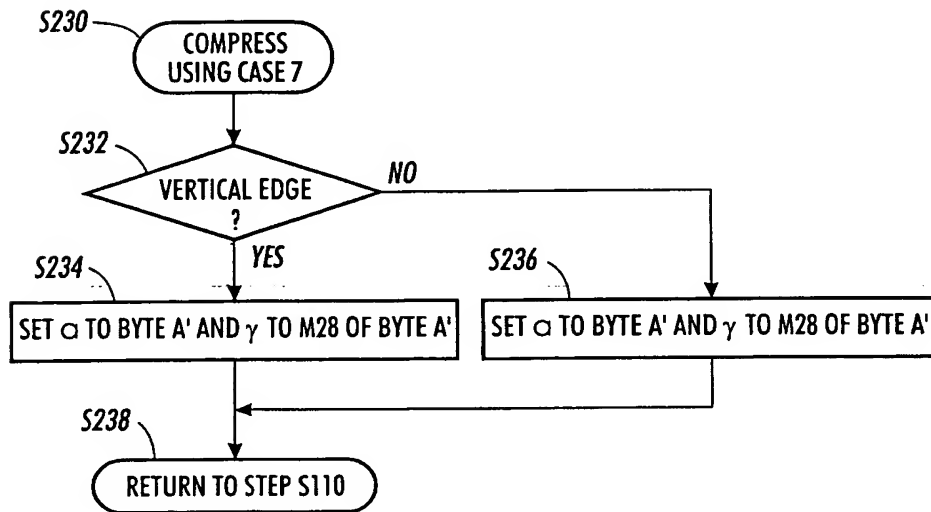 S230
COMPRESS
USING CASE 7
S232
VERTICAL EDGE
?
NO
YES
S234
SET α TO BYTE A' AND γ TO M28 OF BYTE A'
S236
SET α TO BYTE A' AND γ TO M28 OF BYTE A'
S238
RETURN TO STEP S110